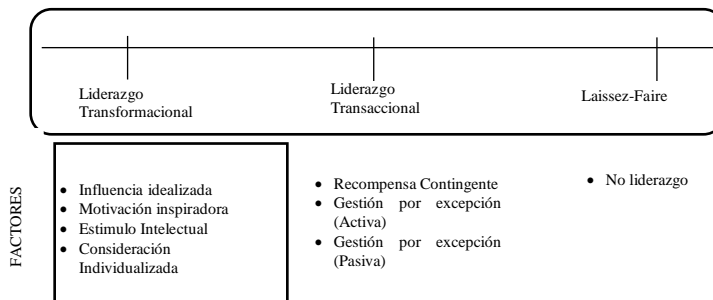 Liderazgo
Transformacional
Liderazgo
Transaccional
Laissez-Faire
FACTORES
• Influencia idealizada
• Motivación inspiradora
• Estimulo Intelectual
• Consideración
Individualizada
• Recompensa Contingente
• Gestión por excepción
(Activa)
• Gestión por excepción
(Pasiva)
• No liderazgo